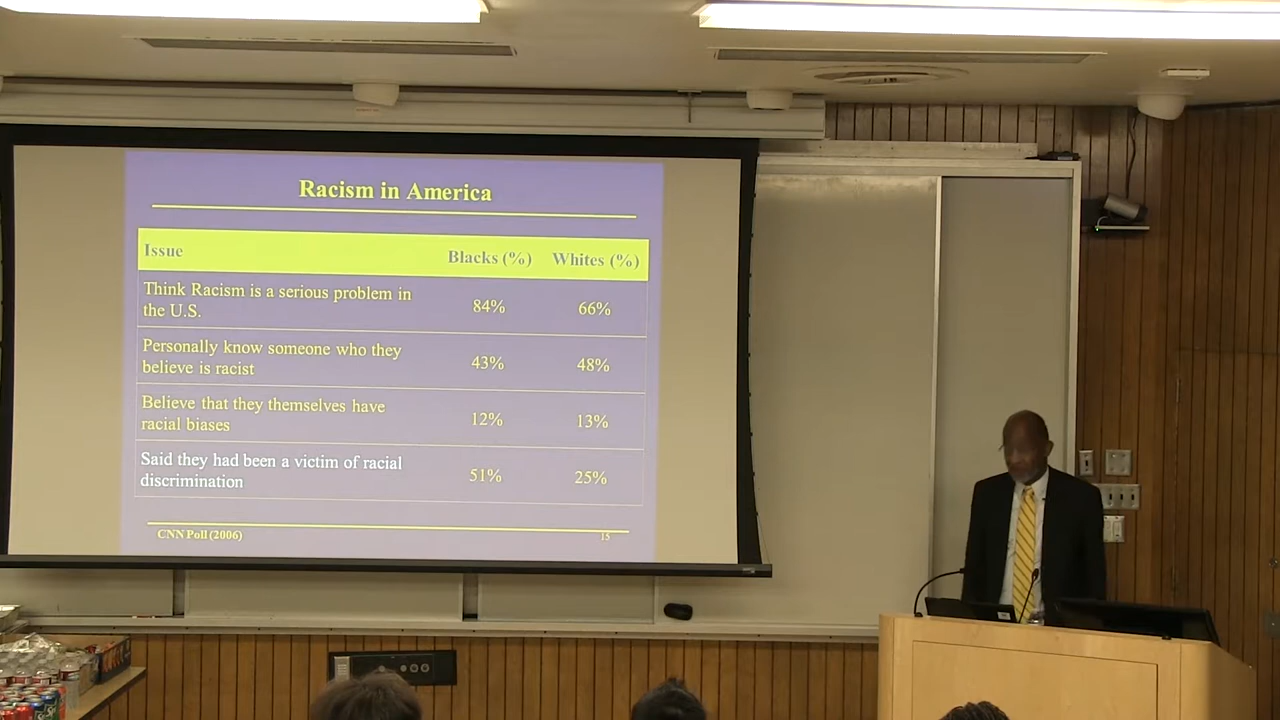 Racism in America
Issue Blacks (%) Whites (%)
Think Racism is a serious problem in
the U.S. 84% 66%
Personally know someone who they
believe is racist 43% 48%
Believe that they themselves have
racial biases 12% 13%
Said they had been a victim of racial
discrimination 51% 25%
CNN Poll (2006) 15